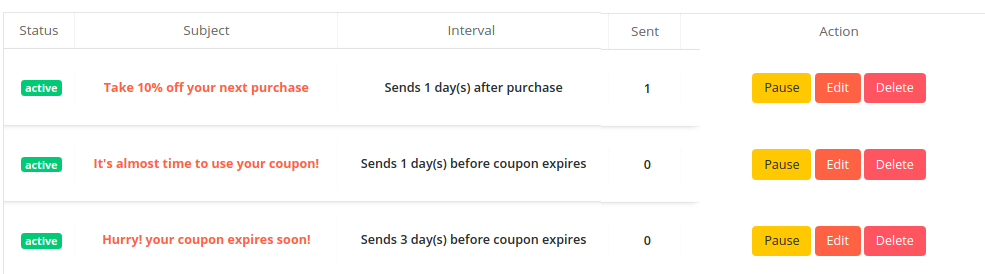 Status Subject Interval Sent Action
active Take 10% off your next purchase Sends 1 day(s) after purchase 1 Pause Edit Delete
active It's almost time to use your coupon! Sends 1 day(s) before coupon expires 0 Pause Edit Delete
active Hurry! your coupon expires soon! Sends 3 day(s) before coupon expires 0 Pause Edit Delete